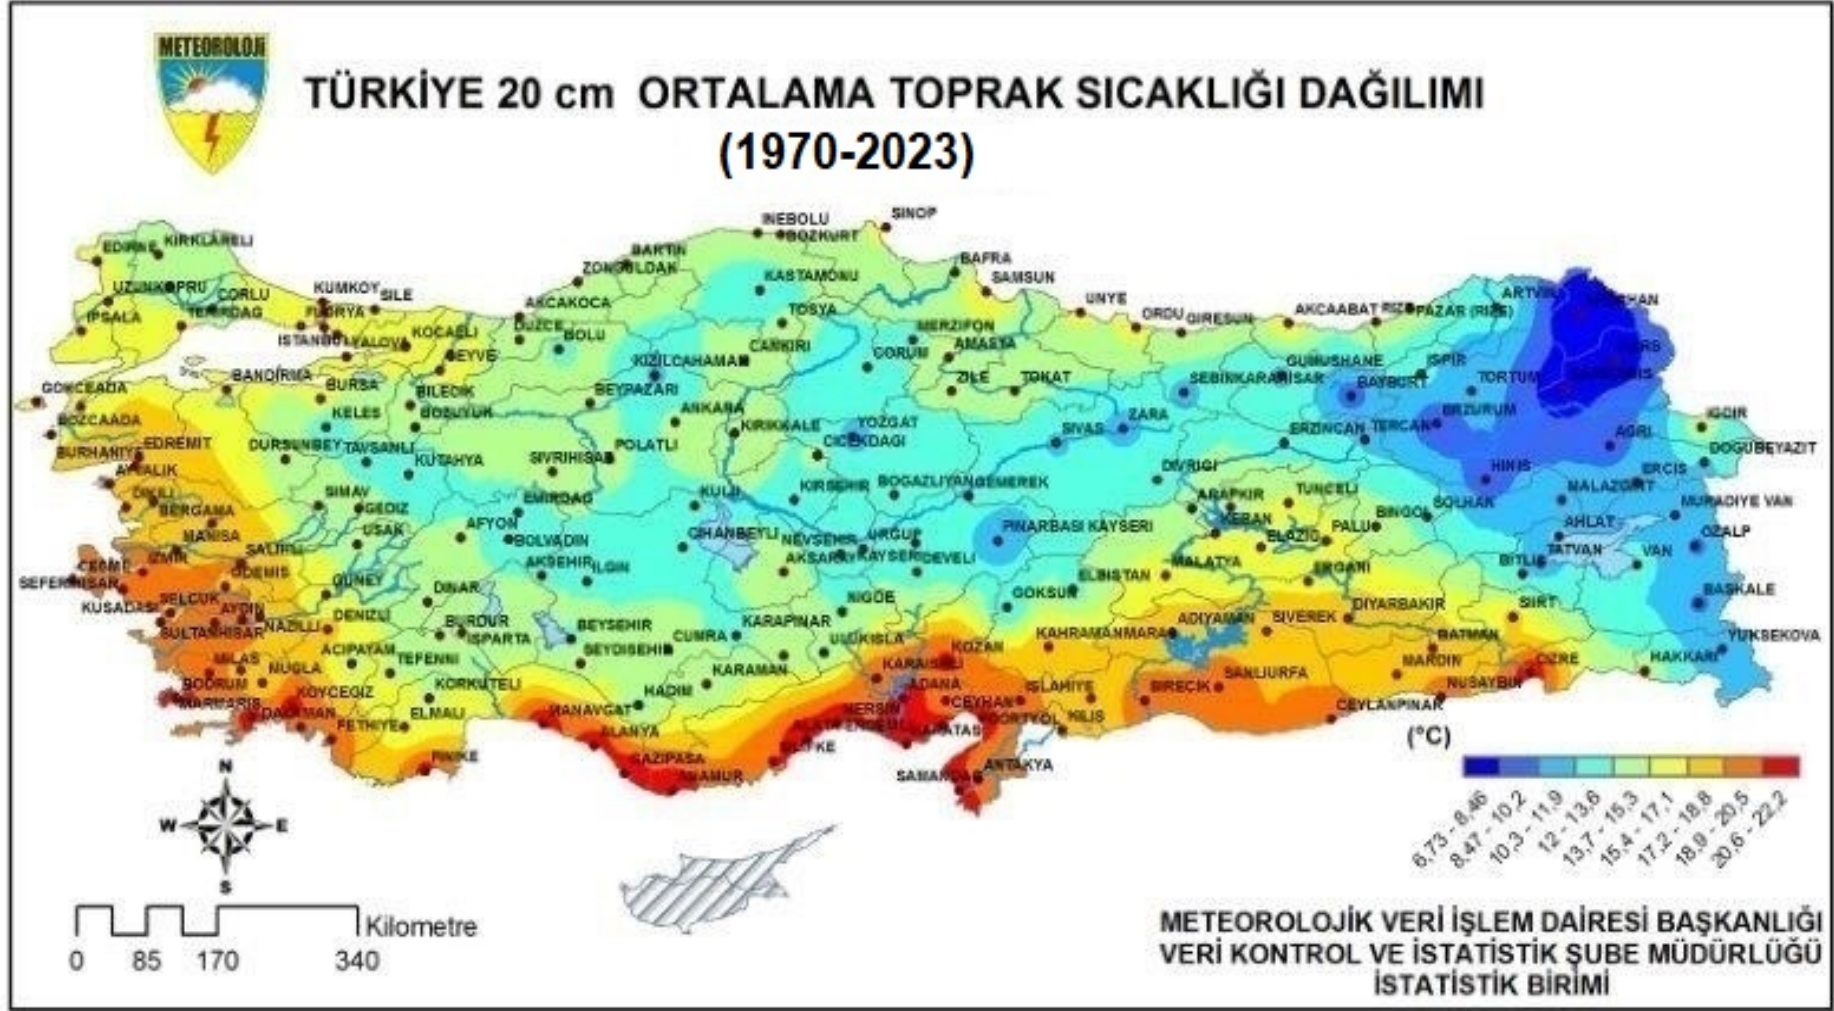 METEOROLOJİ
TÜRKİYE 20 cm ORTALAMA TOPRAK SICAKLIĞI DAĞILIMI
(1970-2023)
INEBOLU
SINOP
BOZKURT
EDIRNE
KIRKLARELI
BARTIN
ZONGULDAK
BAFRA
KASTAMONU
SAMSUN
UZUNKOPRU
CORLU
KUMKOY
SILE
ARTVIN
IPSALA
TEKIRDAG
FLORYA
AKCAKOCA
TOSYA
UNYE
ORDU
GIRESUN
AKCAABAT
RIZE
PAZAR (RIZE)
ISTANBUL
YALOVA
KOCAELI
DUZCE
BOLU
MERZIFON
KARS
GEYVE
KIZILCAHAMAM
CANKIRI
CORUM
AMASYA
GUMUSHANE
ISPIR
GOKCEADA
BANDIRMA
BURSA
BILECIK
BEYPAZARI
ZILE
TOKAT
SEBINKARAHISAR
BAYBURT
TORTUM
BOZCAADA
KELES
BOZUYUK
ANKARA
KIRIKKALE
YOZGAT
ZARA
ERZURUM
IGDIR
BURHANIYE
EDREMIT
DURSUNBEY
TAVSANLI
POLATLI
CICEKDAGI
SIVAS
ERZINCAN
TERCAN
AGRI
DOGUBEYAZIT
AYVALIK
KUTAHYA
SIVRIHISAR
DIVRIGI
HINIS
ERCIS
DIKILI
SIMAV
EMIRDAG
KULU
KIRSEHIR
BOGAZLIYAN
GEMEREK
ARAPKIR
TUNCELI
SOLHAN
MALAZGIRT
MURADIYE VAN
BERGAMA
GEDIZ
AFYON
KEBAN
BINGOL
AHLAT
MANISA
USAK
BOLVADIN
CIHANBEYLI
NEVSEHIR
URGUP
PINARBASI KAYSERI
ELAZIG
PALU
OZALP
SALIHLI
AKSARAY
KAYSERI
DEVELI
TATVAN
VAN
CESME
IZMIR
ODEMIS
AKSEHIR
ILGIN
ELBISTAN
MALATYA
ERGANI
BITLIS
SEFERIHISAR
GUNEY
DINAR
GOKSUN
BASKALE
KUSADASI
SELCUK
AYDIN
DENIZLI
BURDUR
NIGDE
ADIYAMAN
SIVEREK
DIYARBAKIR
SIIRT
SULTANHISAR
NAZILLI
ISPARTA
BEYSEHIR
CUMRA
KARAPINAR
ULUKISLA
KOZAN
KAHRAMANMARAS
BATMAN
YUKSEKOVA
ACIPAYAM
TEFENNI
SEYDISEHIR
KARAISALI
CIZRE
HAKKARI
MILAS
MUGLA
KARAMAN
SANLIURFA
MARDIN
BODRUM
KOYCEGIZ
KORKUTELI
HADIM
ADANA
ISLAHIYE
BIRECIK
NUSAYBIN
MARMARIS
DALAMAN
ELMALI
MANAVGAT
MERSIN
CEYHAN
KILIS
CEYLANPINAR
FETHIYE
ALANYA
KARATAS
DORTYOL
FINIKE
GAZIPASA
SILIFKE
ANAMUR
SAMANDAG
ANTAKYA
(°C)
6,73 - 8,46
8,47 - 10,2
10,3 - 11,9
12 - 13,6
13,7 - 15,3
15,4 - 17,1
17,2 - 18,8
18,9 - 20,5
20,6 - 22,2
N
W E
S
Kilometre
0 85 170 340
METEOROLOJİK VERİ İŞLEM DAİRESİ BAŞKANLIĞI
VERİ KONTROL VE İSTATİSTİK ŞUBE MÜDÜRLÜĞÜ
İSTATİSTİK BİRİMİ